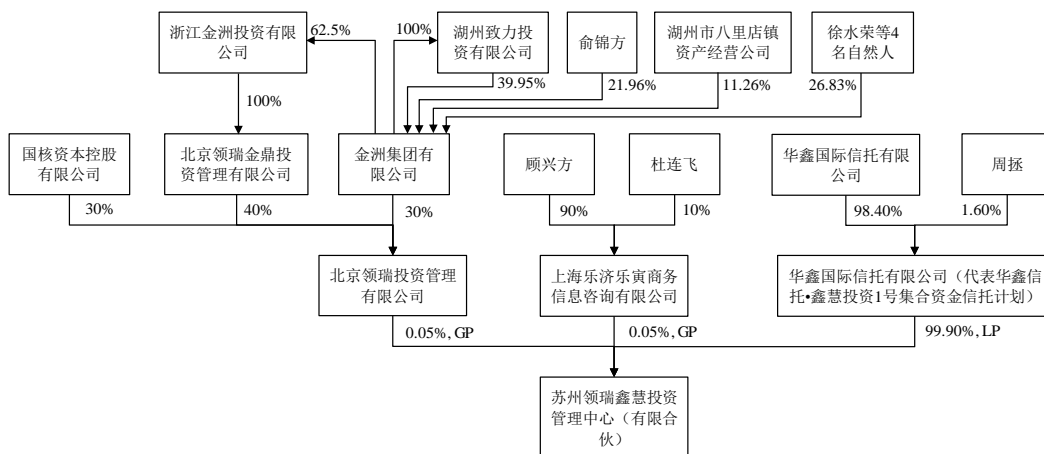 浙江金洲投资有限
公司
62.5%
100%
湖州致力投
资有限公司
俞锦方
湖州市八里店镇
资产经营公司
徐水荣等4
名自然人
39.95%
21.96%
11.26%
26.83%
100%
国核资本控股
有限公司
北京领瑞金鼎投
资管理有限公司
金洲集团有
限公司
顾兴方
杜连飞
华鑫国际信托有限
公司
周拯
30%
40%
30%
90%
10%
98.40%
1.60%
北京领瑞投资管理
有限公司
上海乐济乐寅商务
信息咨询有限公司
华鑫国际信托有限公司（代表华鑫信
托•鑫慧投资1号集合资金信托计划）
0.05%, GP
0.05%, GP
99.90%, LP
苏州领瑞鑫慧投资
管理中心（有限合
伙）